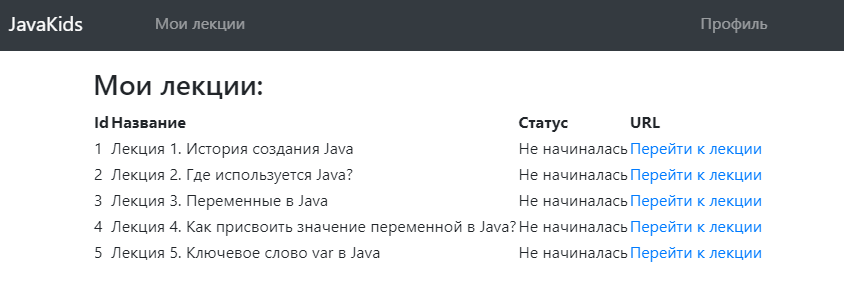 JavaKids Мои лекции Профиль
Мои лекции:
Id Название Статус URL
1 Лекция 1. История создания Java Не начиналась Перейти к лекции
2 Лекция 2. Где используется Java? Не начиналась Перейти к лекции
3 Лекция 3. Переменные в Java Не начиналась Перейти к лекции
4 Лекция 4. Как присвоить значение переменной в Java? Не начиналась Перейти к лекции
5 Лекция 5. Ключевое слово var в Java Не начиналась Перейти к лекции